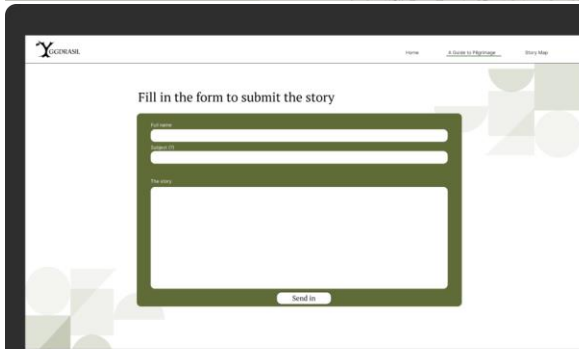 YGGDRASIL
Home A Guide to Pilgrimage Story Map
Fill in the form to submit the story
Full name
Subject (?)
The story
Send in